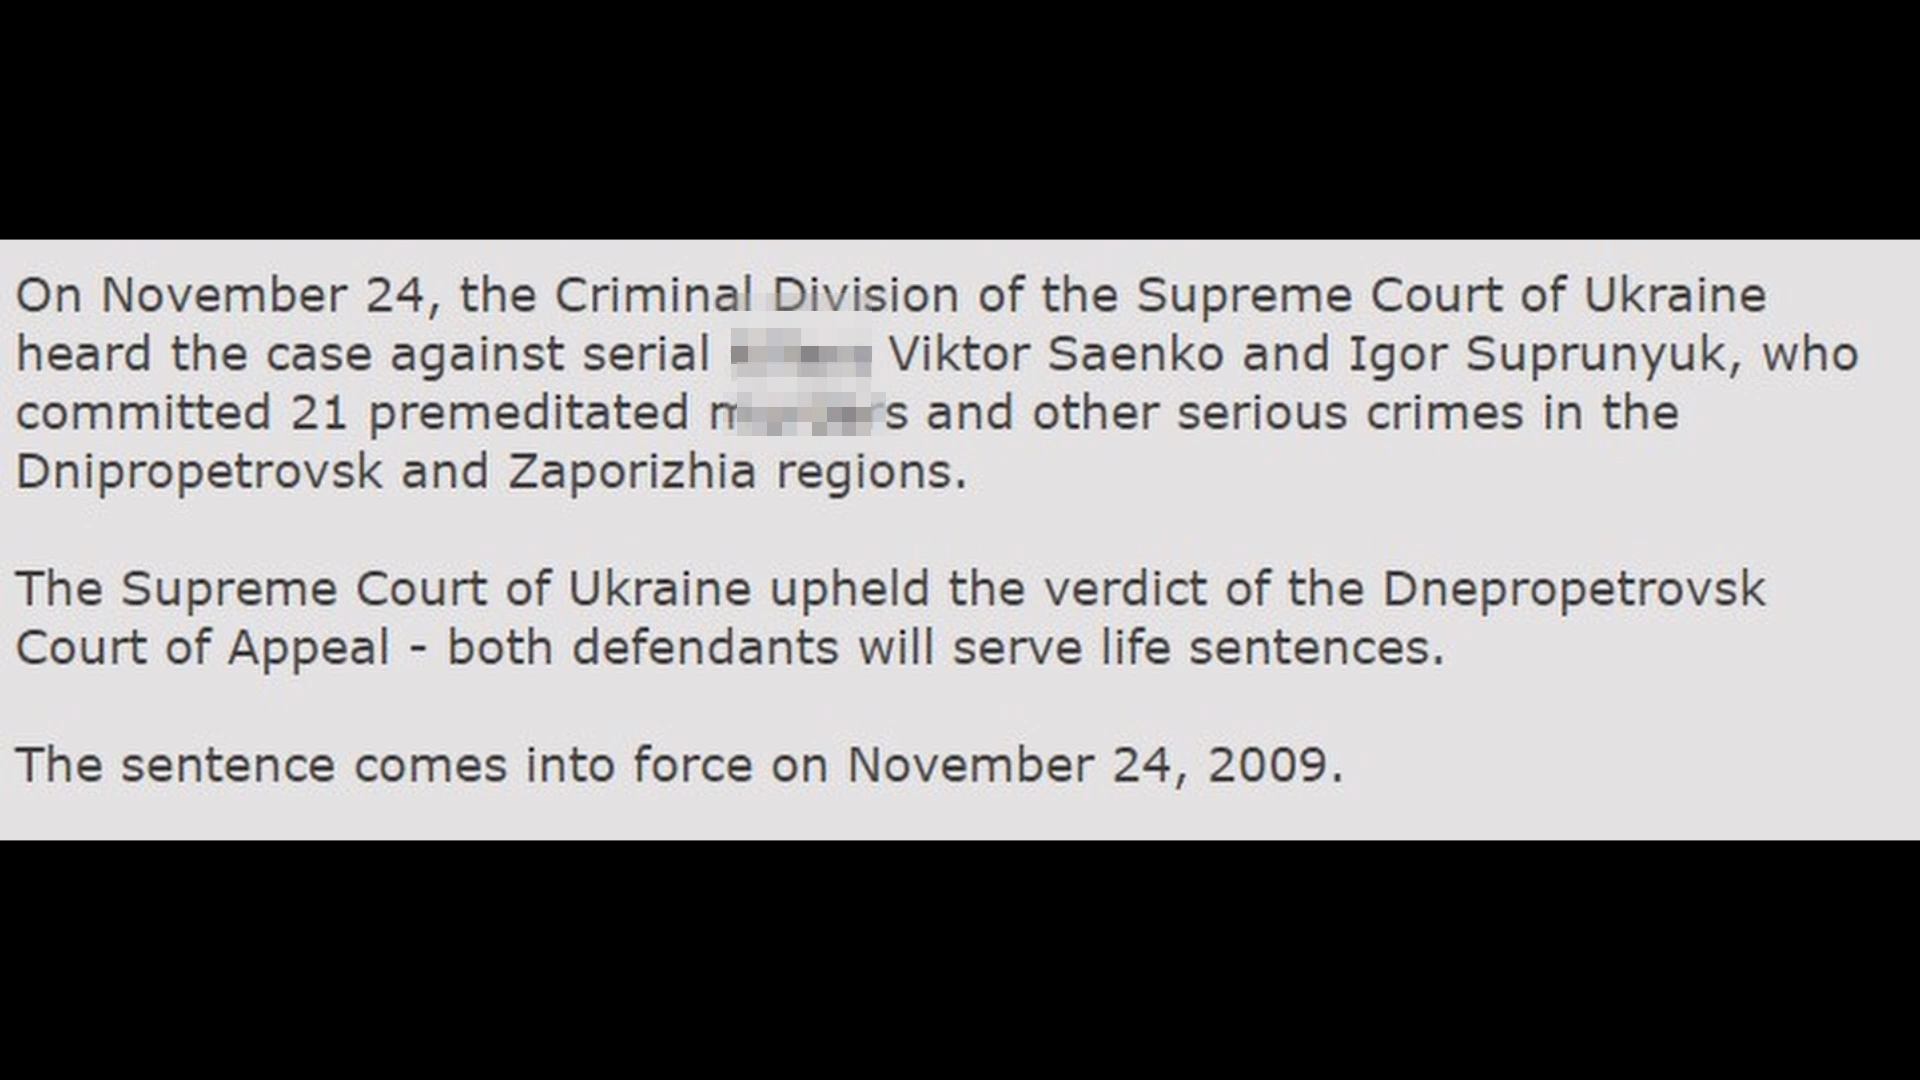 On November 24, the Criminal Division of the Supreme Court of Ukraine
heard the case against serial Viktor Saenko and Igor Suprunyuk, who
committed 21 premeditated and other serious crimes in the
Dnipropetrovsk and Zaporizhia regions.
The Supreme Court of Ukraine upheld the verdict of the Dnepropetrovsk
Court of Appeal - both defendants will serve life sentences.
The sentence comes into force on November 24, 2009.